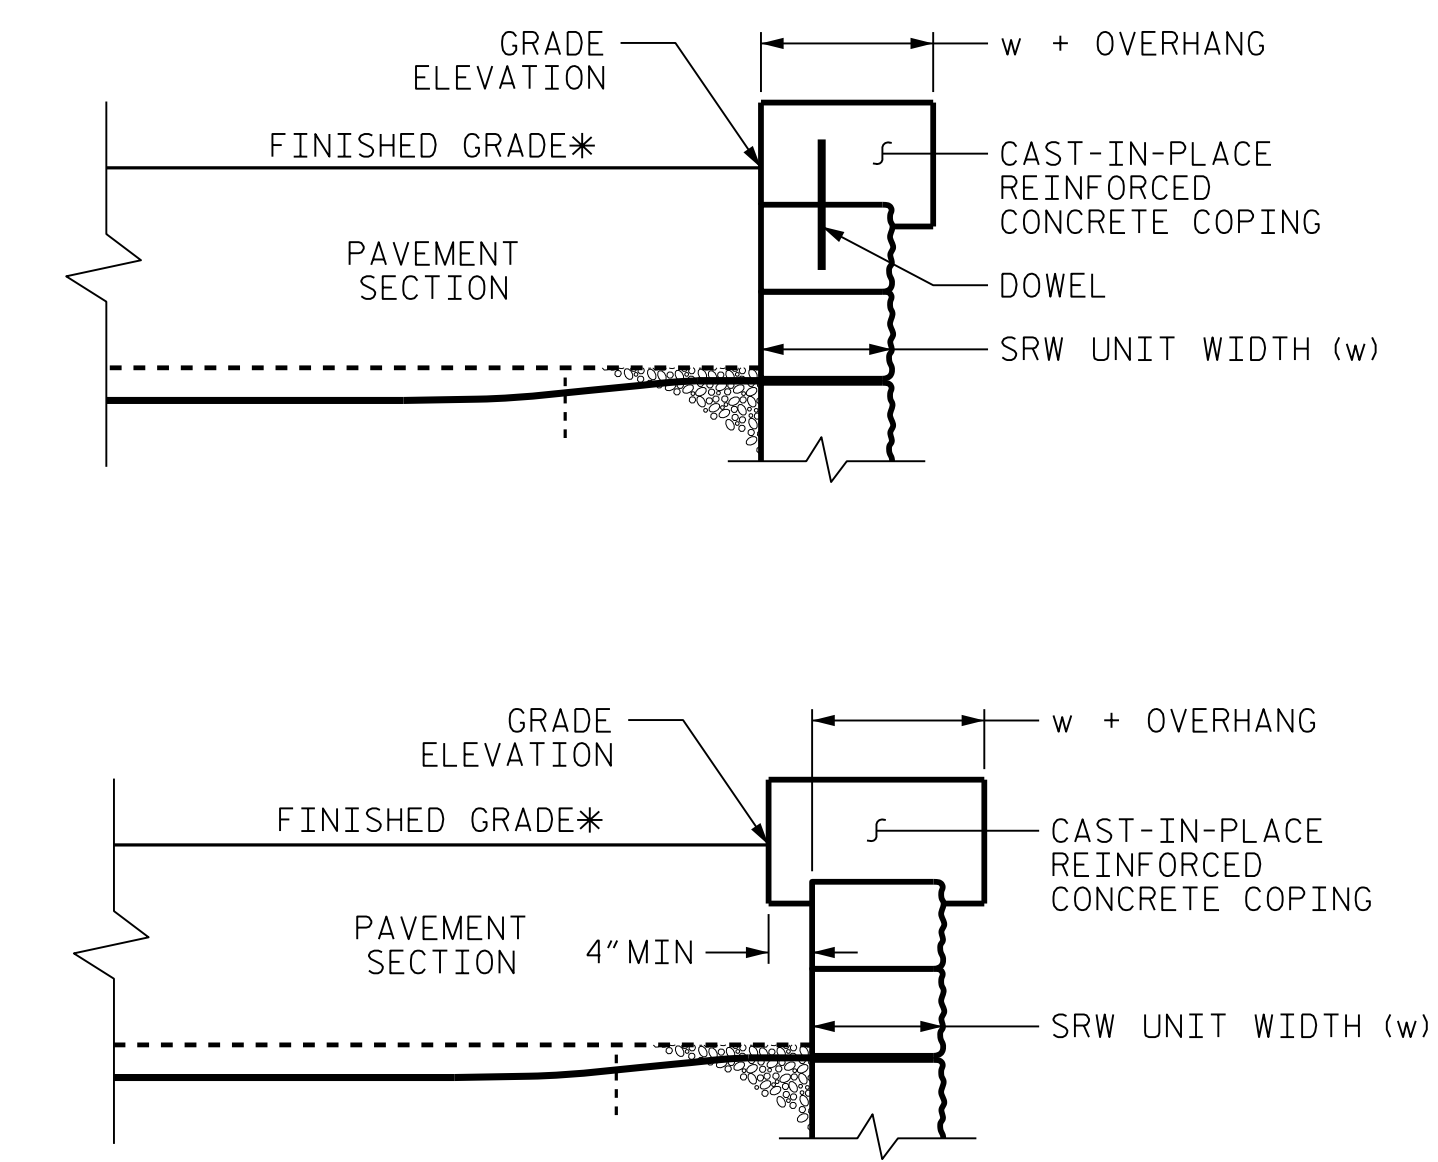 GRADE
ELEVATION
w + OVERHANG
FINISHED GRADE*
CAST-IN-PLACE
REINFORCED
CONCRETE COPING
PAVEMENT
SECTION
DOWEL
SRW UNIT WIDTH (w)
GRADE
ELEVATION
w + OVERHANG
FINISHED GRADE*
CAST-IN-PLACE
REINFORCED
CONCRETE COPING
PAVEMENT
SECTION
4" MIN
SRW UNIT WIDTH (w)